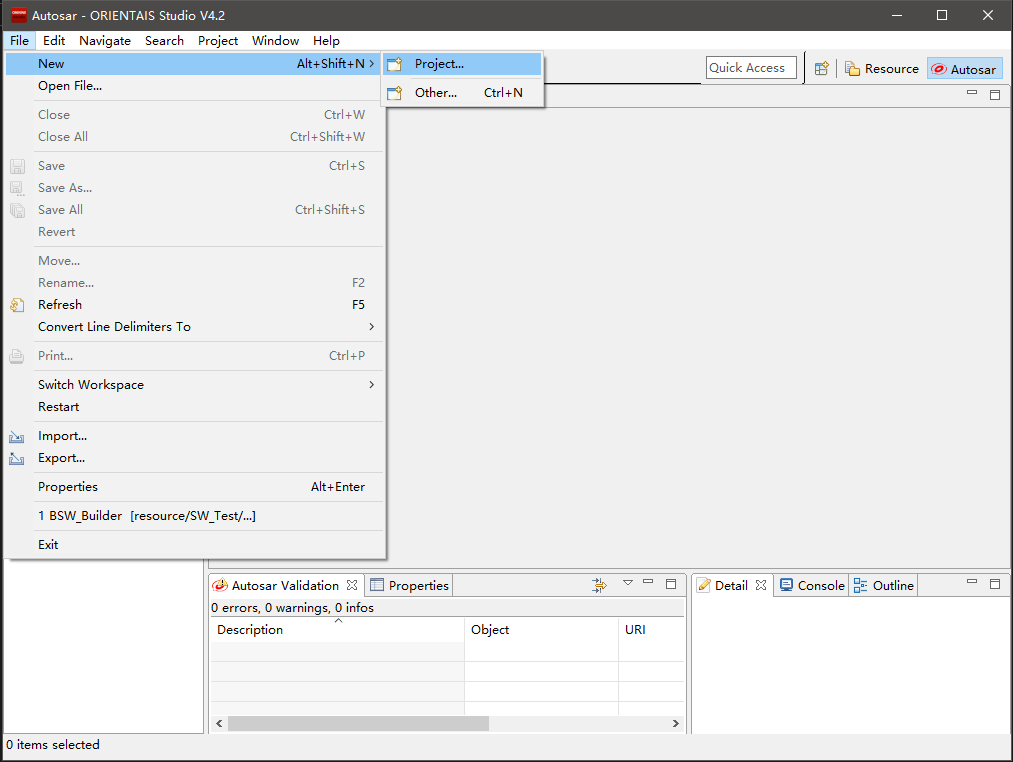 Autosar - ORIENTAIS Studio V4.2
File Edit Navigate Search Project Window Help
New Alt+Shift+N
Project...
Other... Ctrl+N
Quick Access
Resource
Autosar
Open File...
Close Ctrl+W
Close All Ctrl+Shift+W
Save Ctrl+S
Save As...
Save All Ctrl+Shift+S
Revert
Move...
Rename... F2
Refresh F5
Convert Line Delimiters To
Print... Ctrl+P
Switch Workspace
Restart
Import...
Export...
Properties Alt+Enter
1 BSW_Builder [resource/SW_Test/...]
Exit
Autosar Validation Properties
0 errors, 0 warnings, 0 infos
Description Object URI
Detail Console Outline
0 items selected